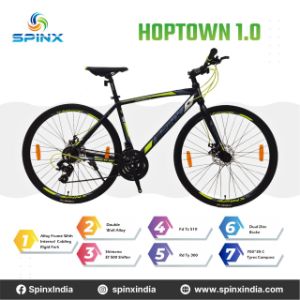 SPINX
HOPTOWN 1.0
1
Alloy Frame With
Internal Cabling
Rigid Fork
2
Double
Wall Alloy
3
Shimano
Ef 500 Shifter
4
Fd Ty 510
5
Rd Ty 300
6
Dual Disc
Brake
7
700*35 C
Tyres Compass
Spinxindia
www.spinxindia.com
Spinxindia